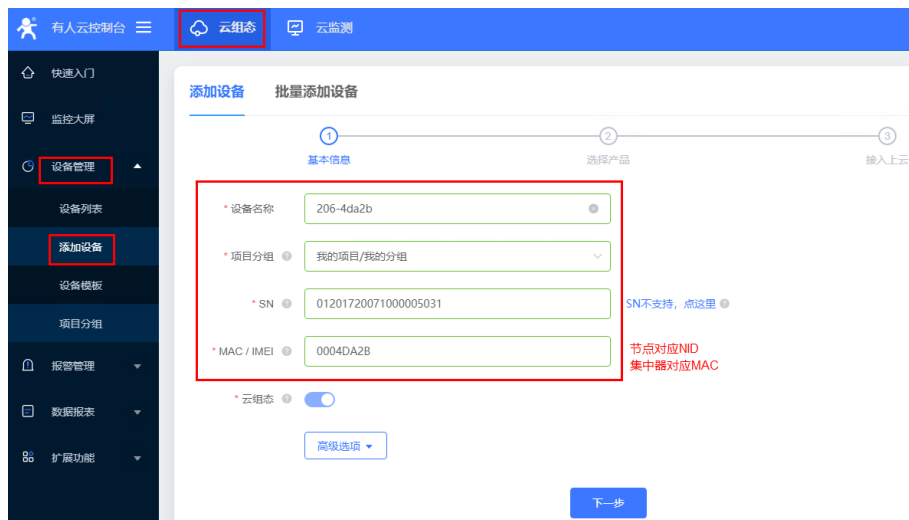 有人云控制台 云组态 云监测
快速入门
监控大屏
设备管理
设备列表
添加设备
设备模板
项目分组
报警管理
数据报表
扩展功能
添加设备 批量添加设备
1 2 3
基本信息 选择产品 接入上云
* 设备名称 206-4da2b
* 项目分组 我的项目/我的分组
* SN 01201720071000005031 SN不支持，点这里
* MAC / IMEI 0004DA2B 节点对应NID
集中器对应MAC
* 云组态
高级选项
下一步